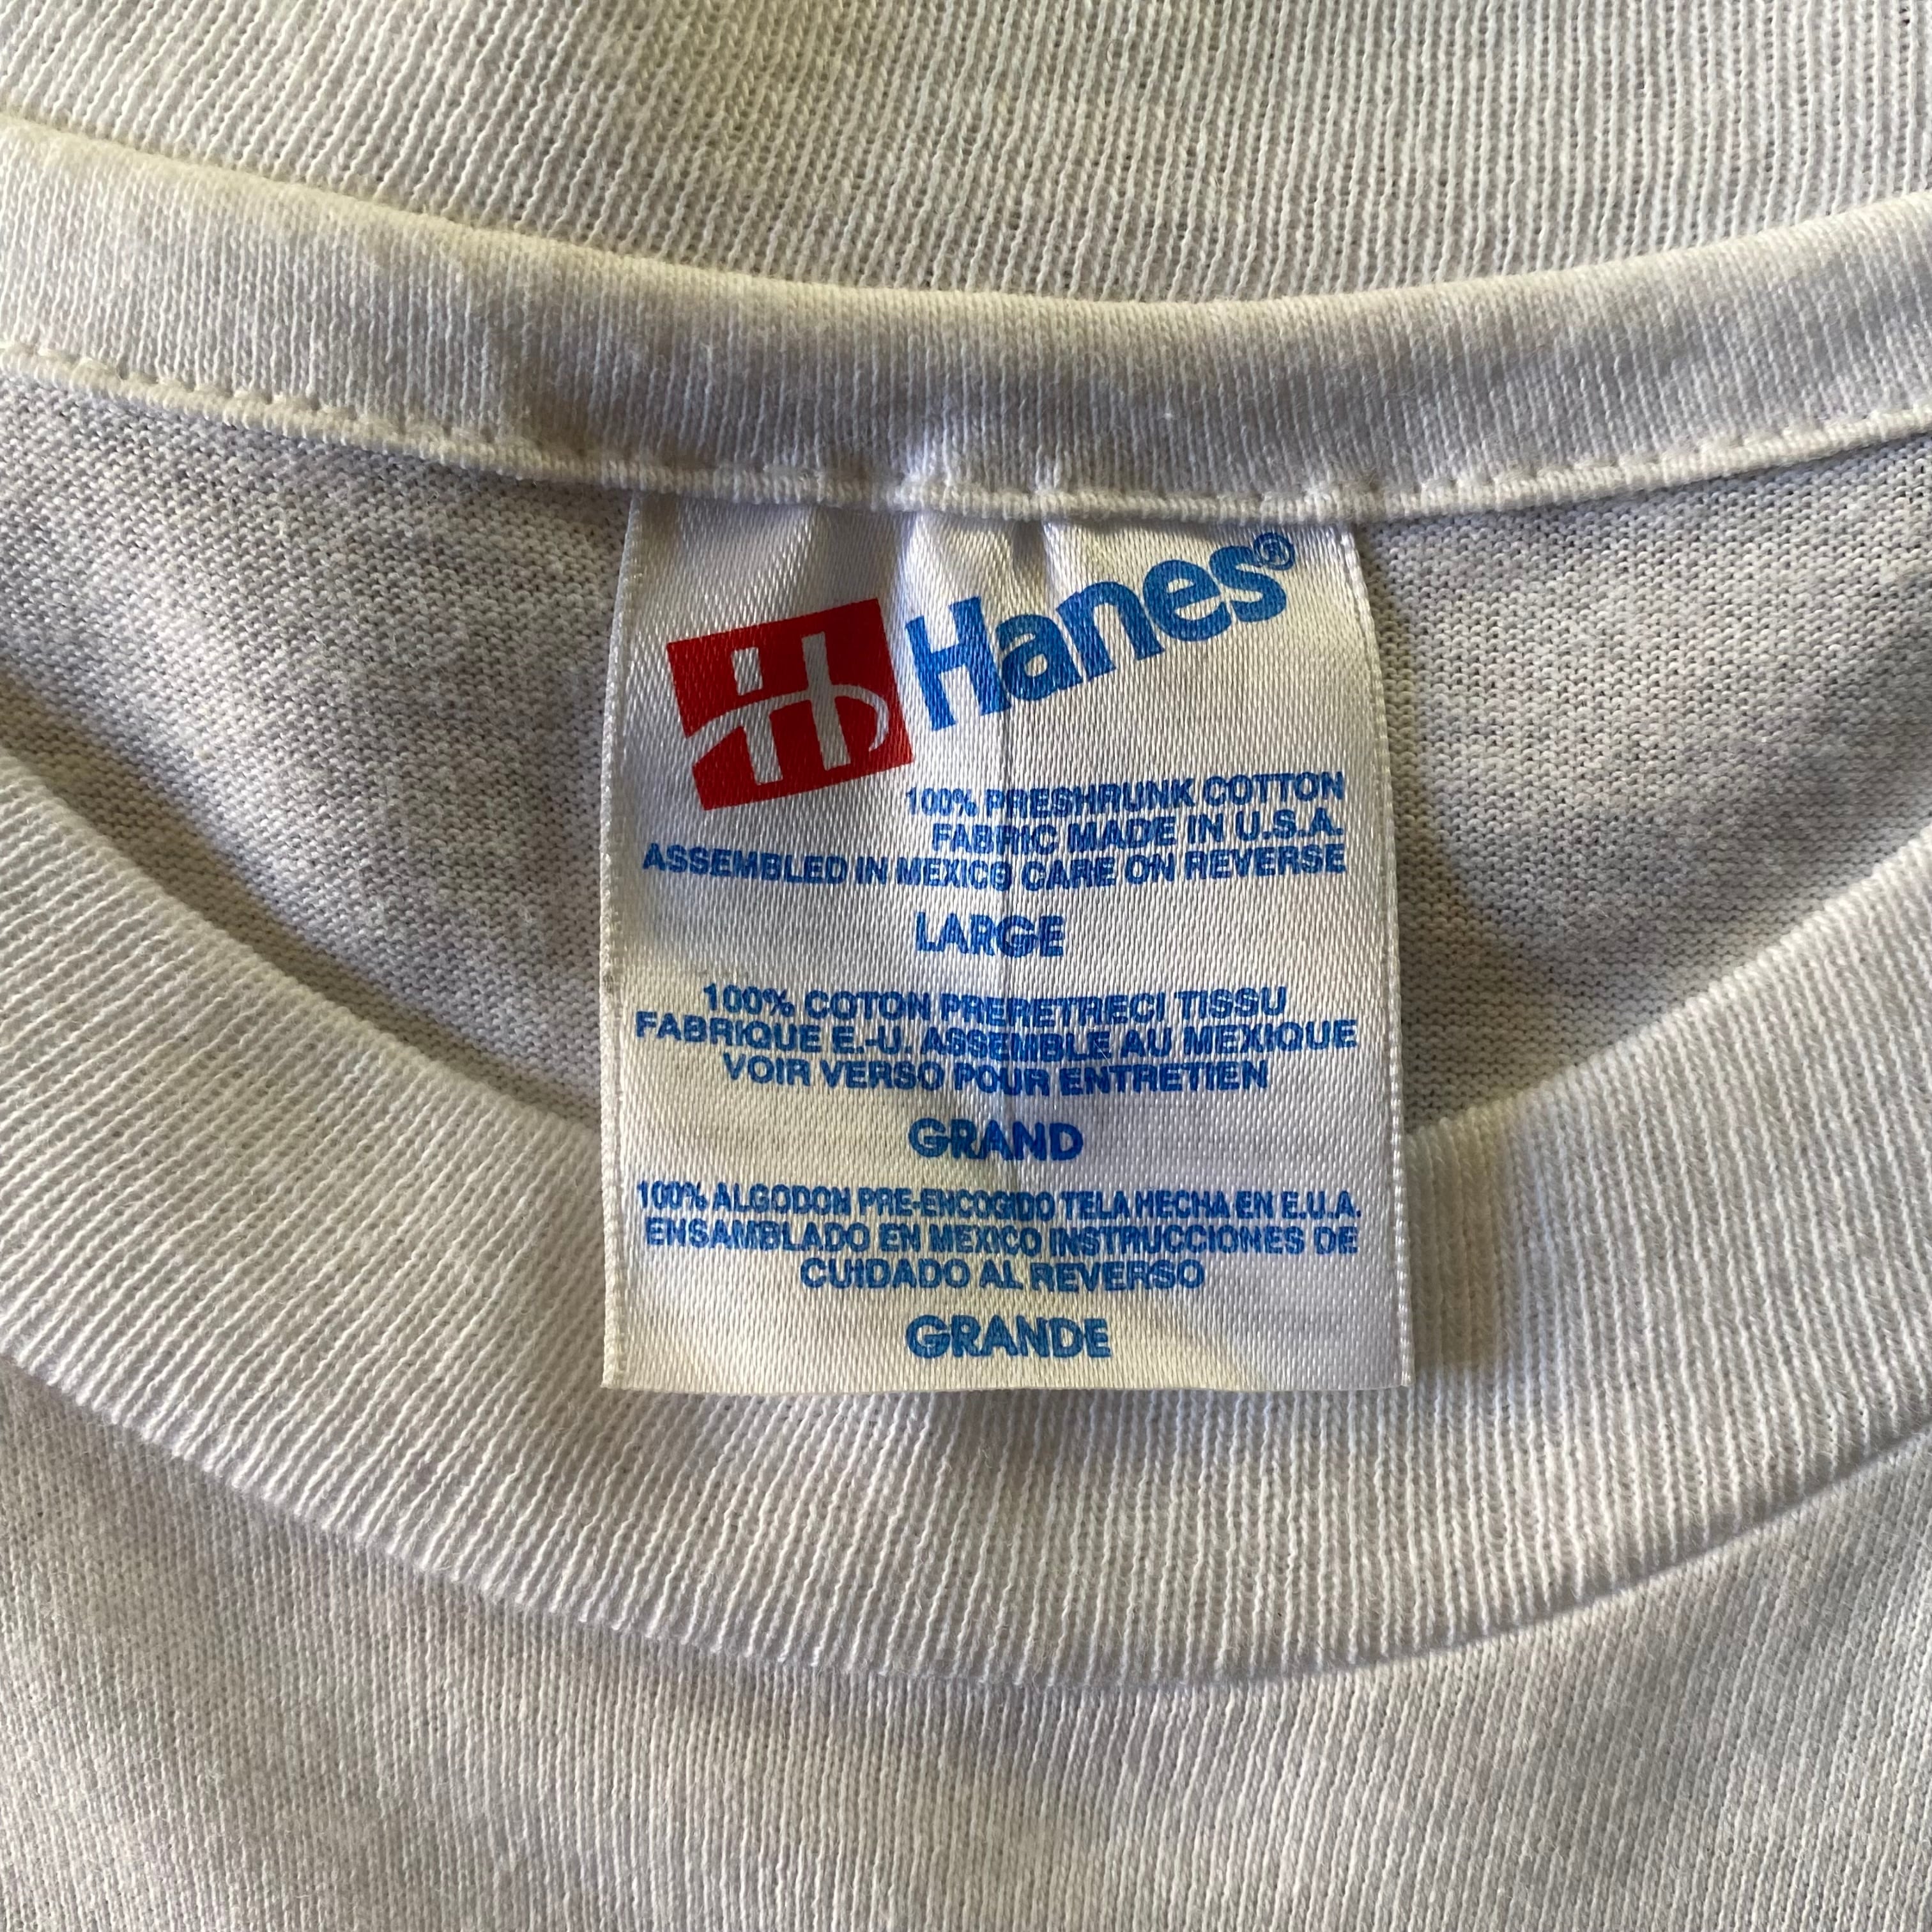 H Hanes®
100% PRESHRUNK COTTON
FABRIC MADE IN U.S.A.
ASSEMBLED IN MEXICO CARE ON REVERSE
LARGE
100% COTON PRERETRECI TISSU
FABRIQUE E.-U. ASSEMBLE AU MEXIQUE
VOIR VERSO POUR ENTRETIEN
GRAND
100% ALGODON PRE-ENCOGIDO TELA HECHA EN E.U.A.
ENSAMBLADO EN MEXICO INSTRUCCIONES DE
CUIDADO AL REVERSO
GRANDE